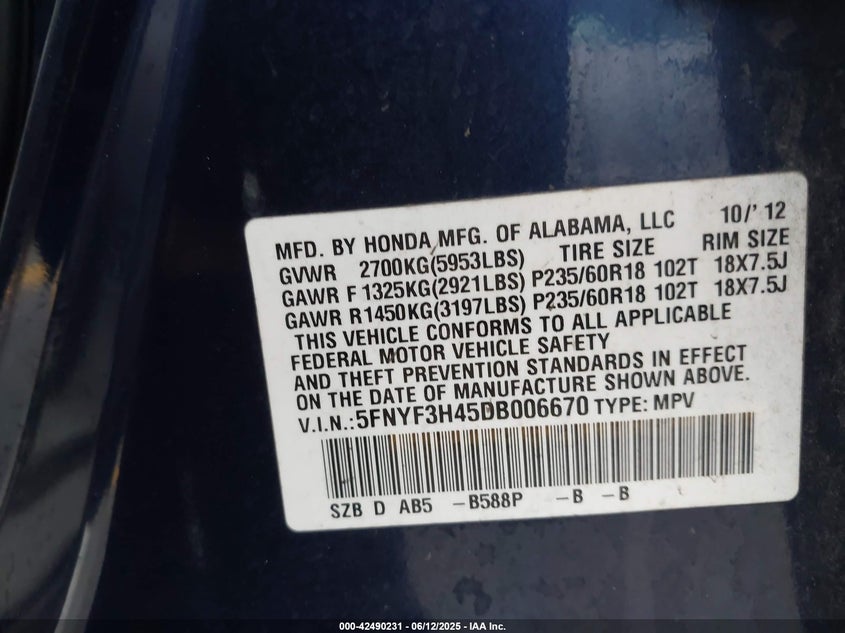 MFD. BY HONDA MFG. OF ALABAMA, LLC 10/'12
GVWR 2700KG(5953LBS) TIRE SIZE RIM SIZE
GAWR F 1325KG(2921LBS) P235/60R18 102T 18X7.5J
GAWR R1450KG(3197LBS) P235/60R18 102T 18X7.5J
THIS VEHICLE CONFORMS TO ALL APPLICABLE
FEDERAL MOTOR VEHICLE SAFETY
AND THEFT PREVENTION STANDARDS IN EFFECT
ON THE DATE OF MANUFACTURE SHOWN ABOVE.
V.I.N.:5FNYF3H45DB006670 TYPE: MPV
SZB D AB5 -B588P -B -B
000-42490231 - 06/12/2025 - IAA Inc.